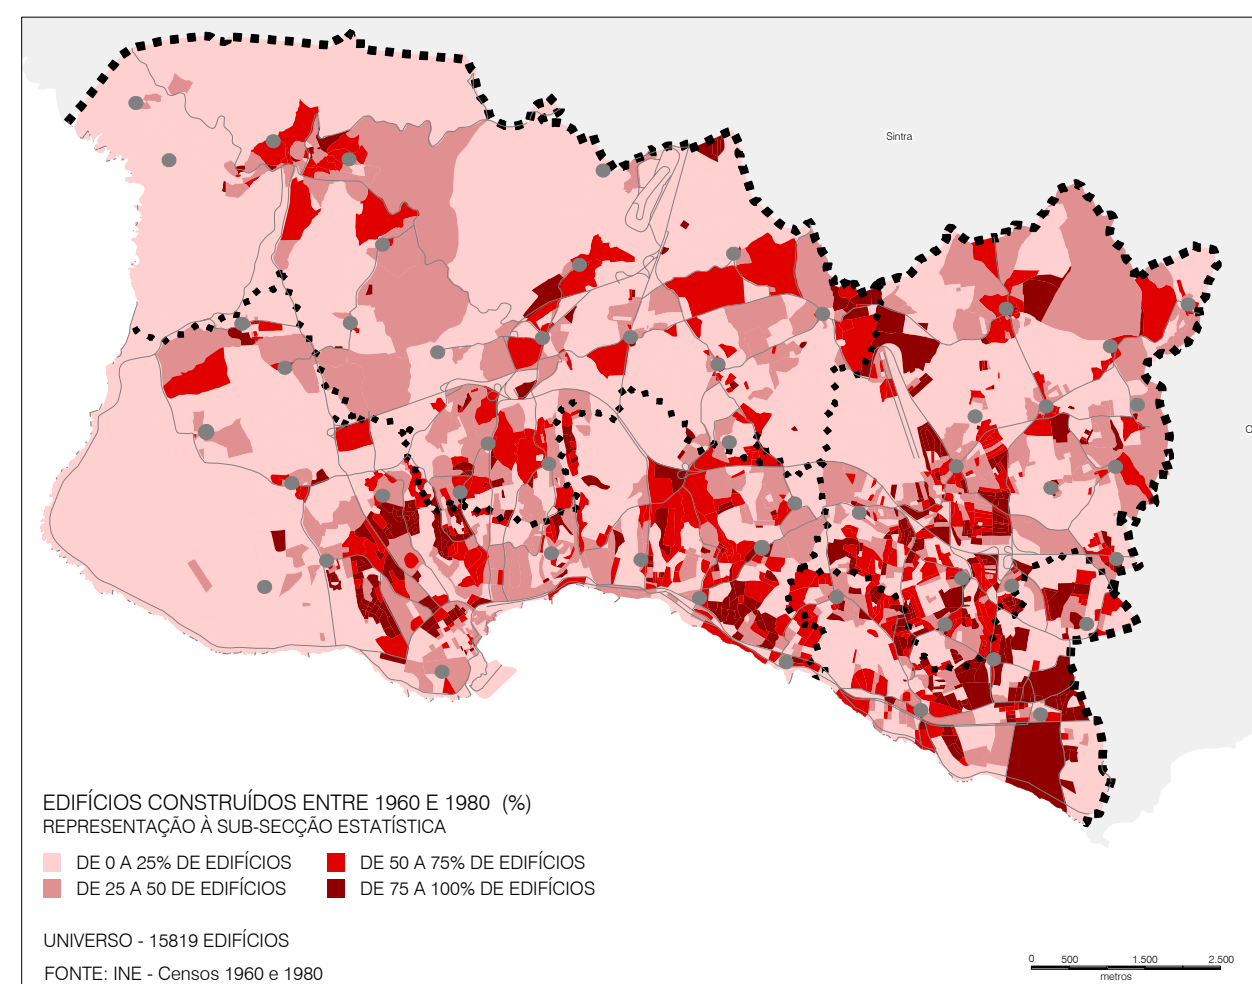 Sintra
O
EDIFÍCIOS CONSTRUÍDOS ENTRE 1960 E 1980 (%)
REPRESENTAÇÃO À SUB-SECÇÃO ESTATÍSTICA
DE 0 A 25% DE EDIFÍCIOS
DE 50 A 75% DE EDIFÍCIOS
DE 25 A 50 DE EDIFÍCIOS
DE 75 A 100% DE EDIFÍCIOS
UNIVERSO - 15819 EDIFÍCIOS
FONTE: INE - Censos 1960 e 1980
0 500 1.500 2.500
metros